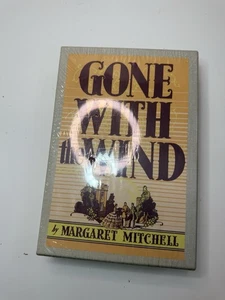 GONE
WITH
the WIND
by MARGARET MITCHELL